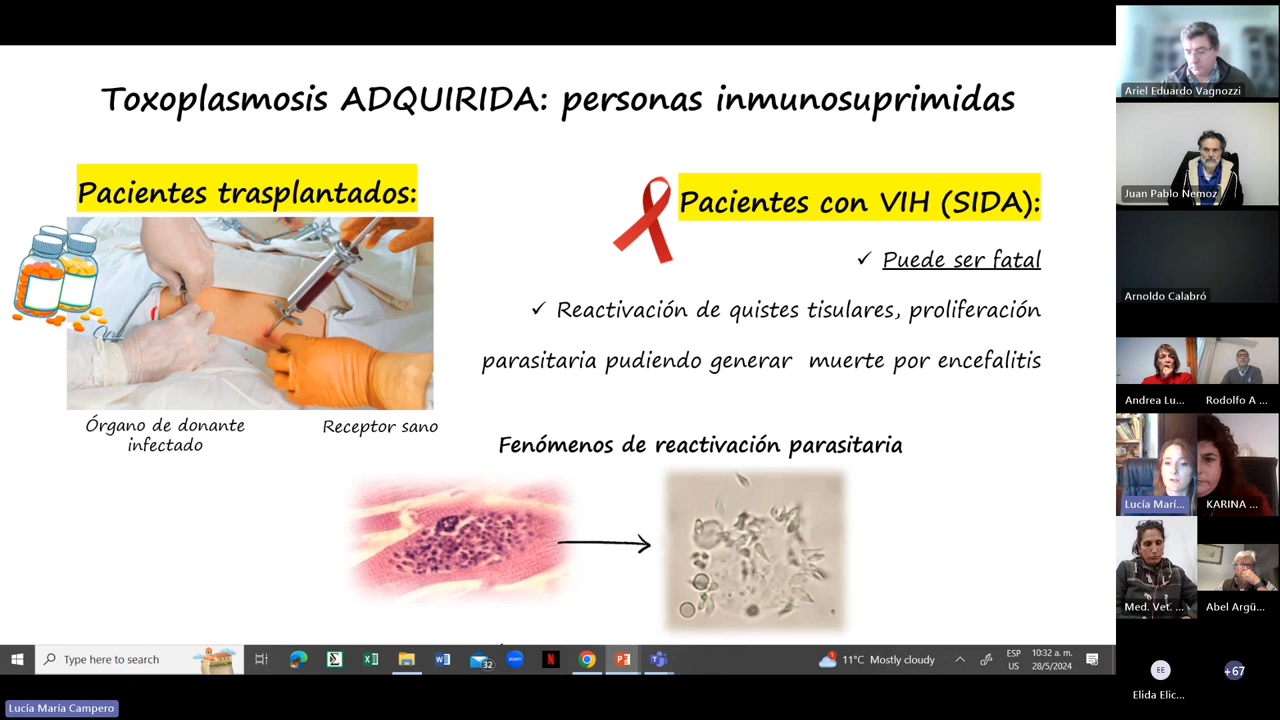 Toxoplasmosis ADQUIRIDA: personas inmunosuprimidas
Pacientes trasplantados:
Órgano de donante
infectado
Receptor sano
Pacientes con VIH (SIDA):
✓ Puede ser fatal
✓ Reactivación de quistes tisulares, proliferación
parasitaria pudiendo generar muerte por encefalitis
Fenómenos de reactivación parasitaria
Ariel Eduardo Vagnozzi
Juan Pablo Nemoz
Arnoldo Calabró
Andrea Lu...
Rodolfo A ...
Lucía Marí...
KARINA ...
Med. Vet. ...
Abel Argü...
EE
+67
Elida Elic...
Type here to search
32
zoom
11°C Mostly cloudy
ESP
US
10:32 a. m.
28/5/2024
Lucía María Campero